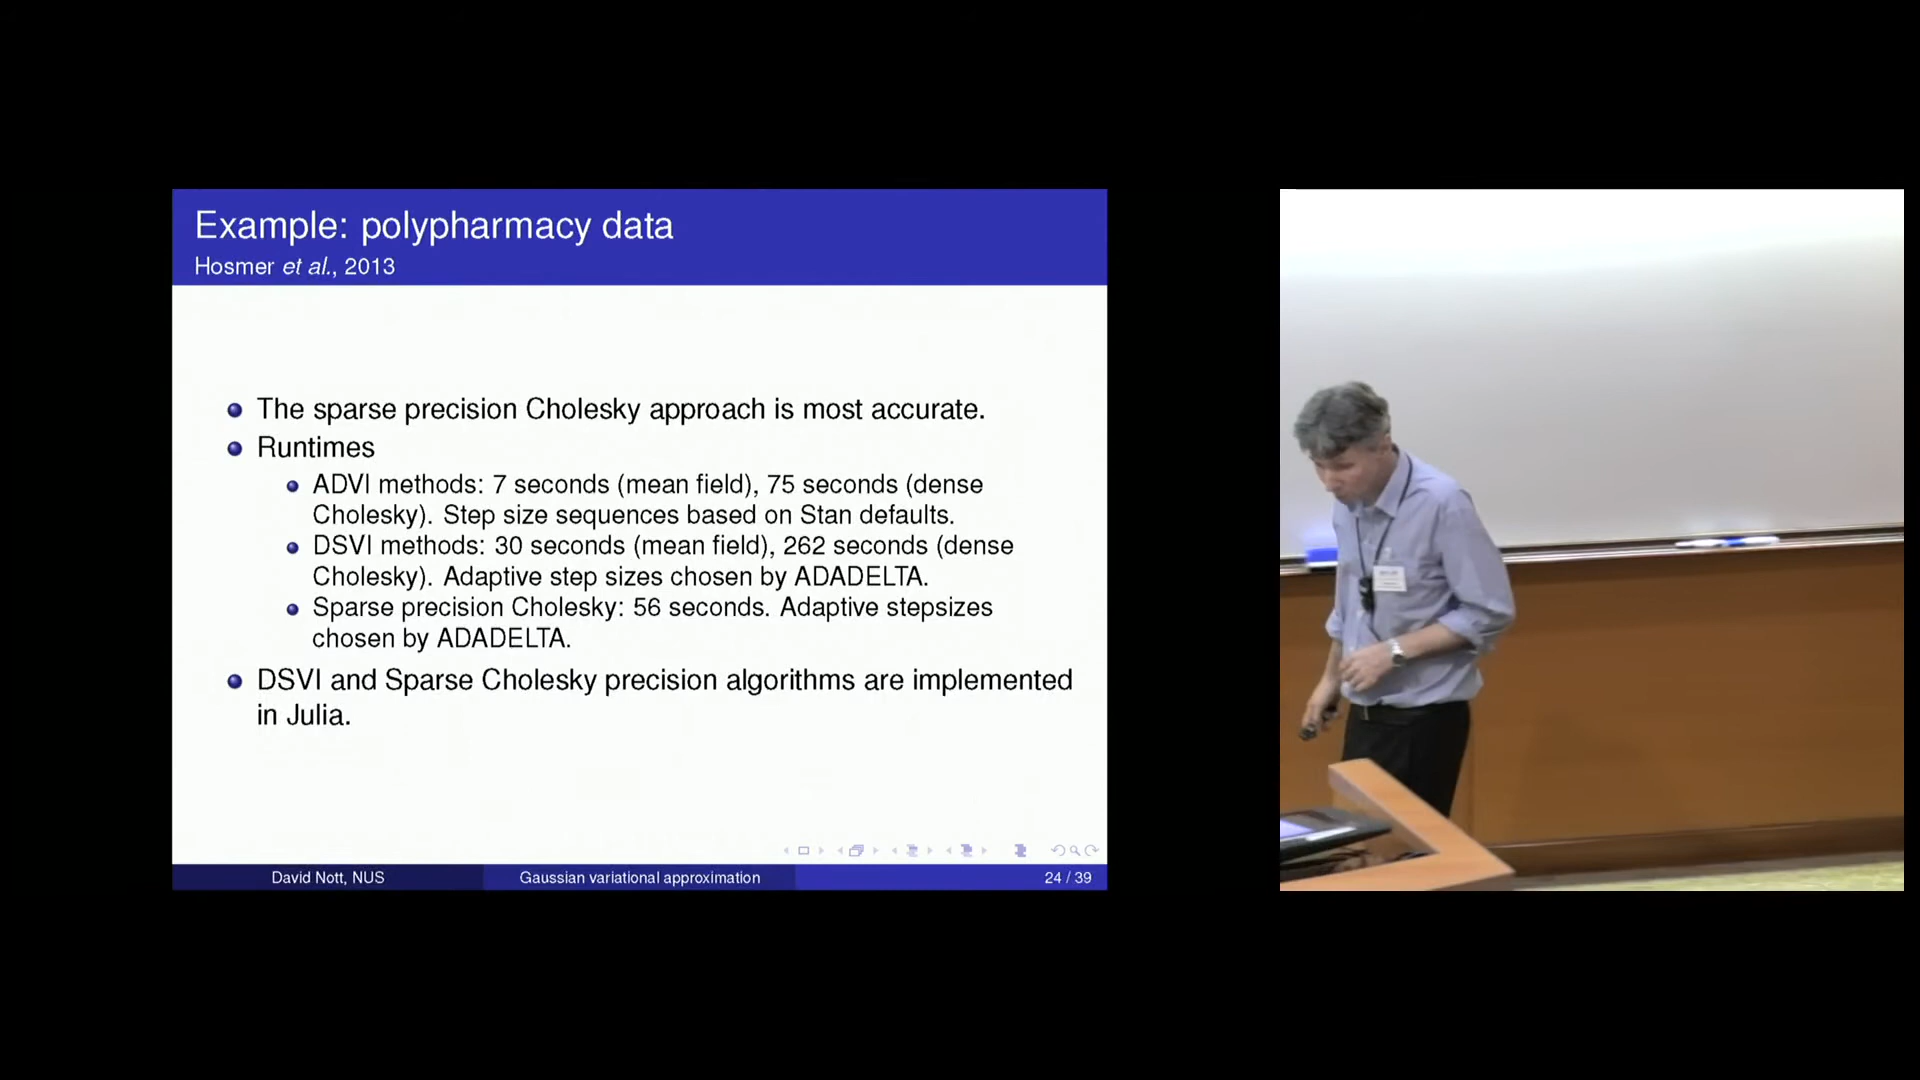 Example: polypharmacy data
Hosmer et al., 2013
The sparse precision Cholesky approach is most accurate.
Runtimes
ADVI methods: 7 seconds (mean field), 75 seconds (dense
Cholesky). Step size sequences based on Stan defaults.
DSVI methods: 30 seconds (mean field), 262 seconds (dense
Cholesky). Adaptive step sizes chosen by ADADELTA.
Sparse precision Cholesky: 56 seconds. Adaptive stepsizes
chosen by ADADELTA.
DSVI and Sparse Cholesky precision algorithms are implemented
in Julia.
David Nott, NUS
Gaussian variational approximation
24 / 39